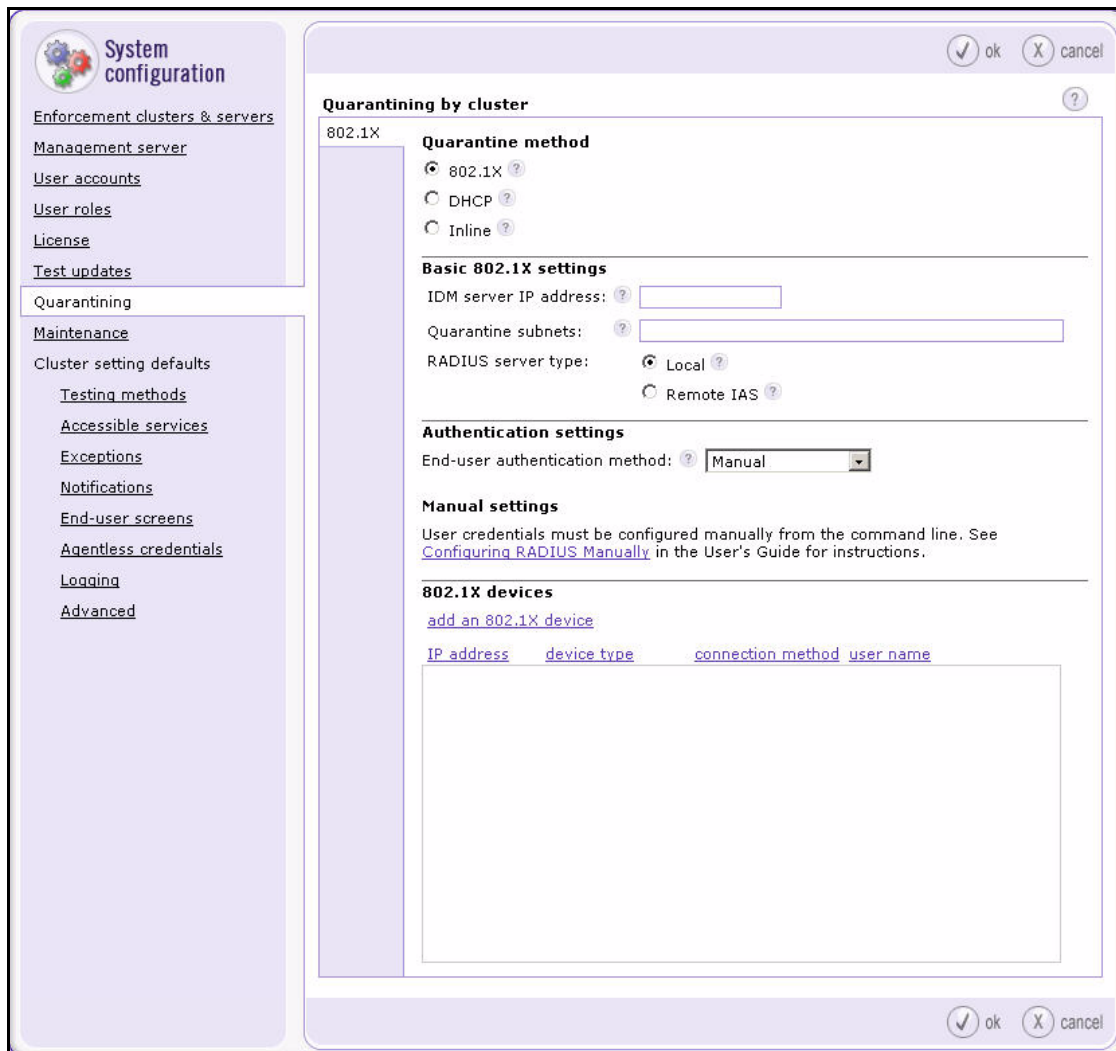 System
configuration
Enforcement clusters & servers
Management server
User accounts
User roles
License
Test updates
Quarantining
Maintenance
Cluster setting defaults
Testing methods
Accessible services
Exceptions
Notifications
End-user screens
Agentless credentials
Logging
Advanced
ok cancel
Quarantining by cluster ?
802.1X
Quarantine method
802.1X ?
DHCP ?
Inline ?
Basic 802.1X settings
IDM server IP address: ?
Quarantine subnets: ?
RADIUS server type: Local ?
Remote IAS ?
Authentication settings
End-user authentication method: ? Manual
Manual settings
User credentials must be configured manually from the command line. See
Configuring RADIUS Manually in the User's Guide for instructions.
802.1X devices
add an 802.1X device
IP address device type connection method user name
ok cancel